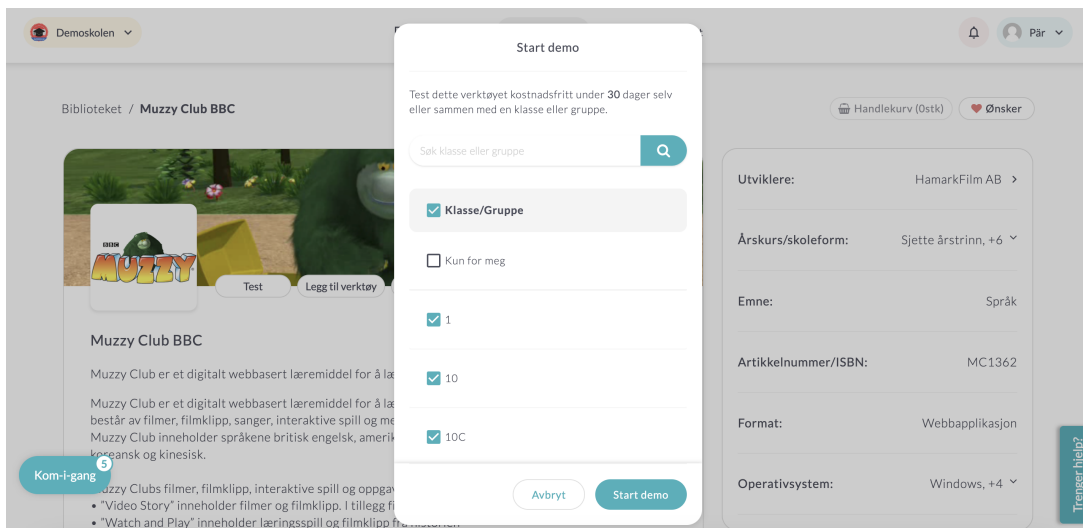 Demoskolen
Pär
Biblioteket / Muzzy Club BBC
Handlekurv (0stk)
Ønsker
BBC
MUZZY
Test
Legg til verktøy
Muzzy Club BBC
Muzzy Club er et digitalt webbasert læremiddel for å læ
Muzzy Club er et digitalt webbasert læremiddel for å læ
består av filmer, filmklipp, sanger, interaktive spill og me
Muzzy Club inneholder språkene britisk engelsk, amerik
koreansk og kinesisk.
Kom-i-gang
5
Muzzy Clubs filmer, filmklipp, interaktive spill og oppgav
• "Video Story" inneholder filmer og filmklipp. I tillegg fi
• "Watch and Play" inneholder læringsspill og filmklipp fra historien
Start demo
Test dette verktøyet kostnadsfritt under 30 dager selv
eller sammen med en klasse eller gruppe.
Søk klasse eller gruppe
Klasse/Gruppe
Kun for meg
1
10
10C
Avbryt
Start demo
Utviklere: HamarkFilm AB
Årskurs/skoleform: Sjette årstrinn, +6
Emne: Språk
Artikkelnummer/ISBN: MC1362
Format: Webbapplikasjon
Operativsystem: Windows, +4
Trenger hjelp?